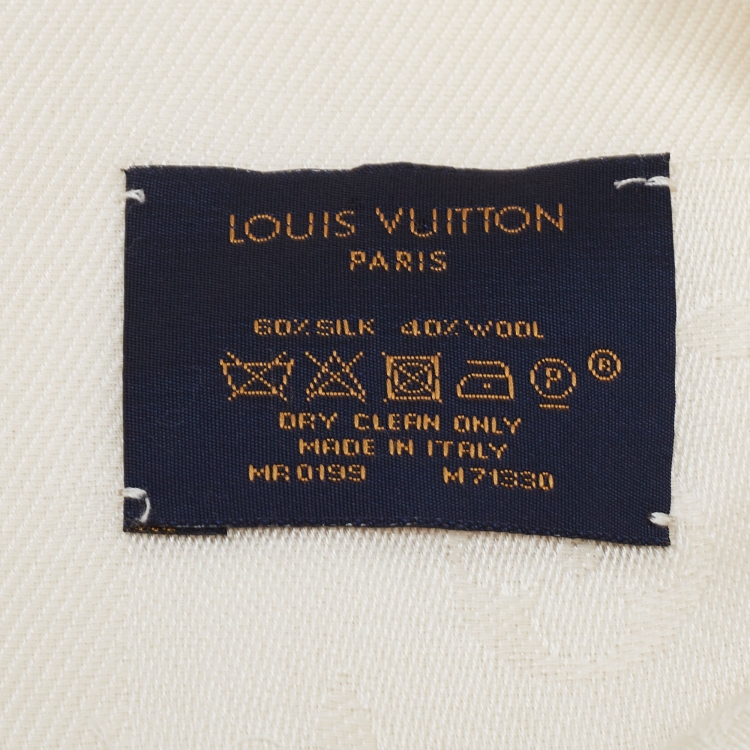 LOUIS VUITTON
PARIS
60% SILK 40% WOOL
P ®
DRY CLEAN ONLY
MADE IN ITALY
MR0199 M71330